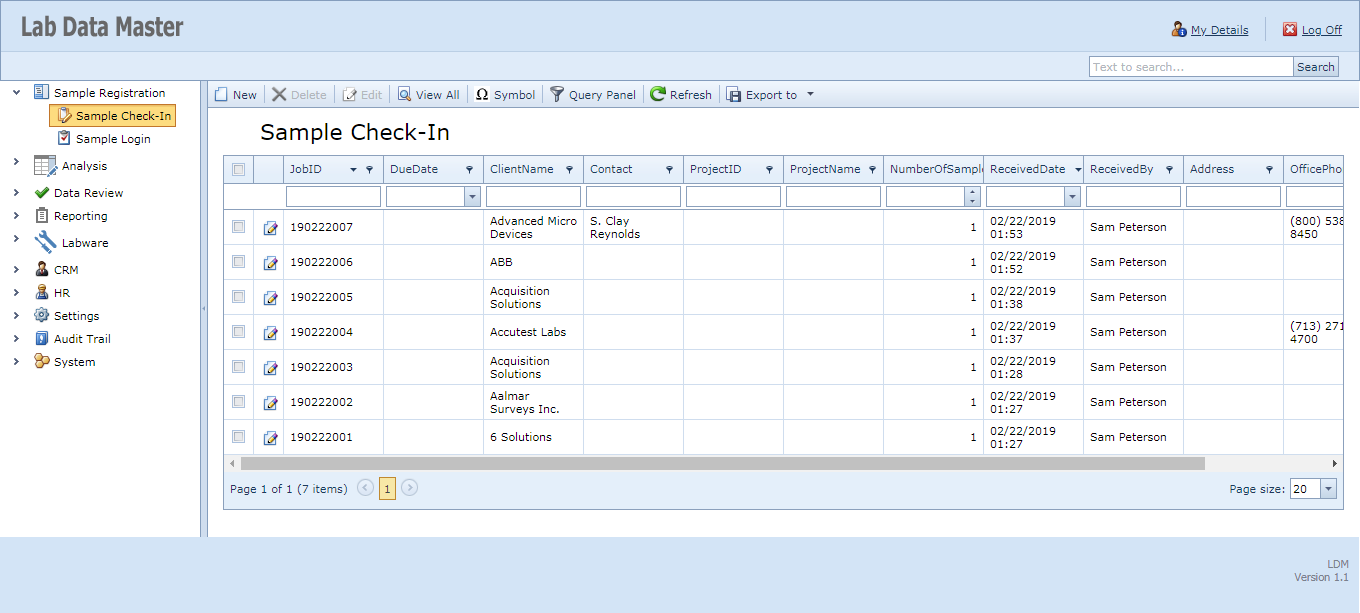 Lab Data Master
My Details
Log Off
Text to search...
Search
Sample Registration
Sample Check-In
Sample Login
Analysis
Data Review
Reporting
Labware
CRM
HR
Settings
Audit Trail
System
New Delete Edit View All Ω Symbol Query Panel Refresh Export to
Sample Check-In
JobID DueDate ClientName Contact ProjectID ProjectName NumberOfSample ReceivedDate ReceivedBy Address OfficePho
190222007 Advanced Micro Devices S. Clay Reynolds 1 02/22/2019 01:53 Sam Peterson (800) 538 8450
190222006 ABB 1 02/22/2019 01:52 Sam Peterson
190222005 Acquisition Solutions 1 02/22/2019 01:38 Sam Peterson
190222004 Accutest Labs 1 02/22/2019 01:37 Sam Peterson (713) 271 4700
190222003 Acquisition Solutions 1 02/22/2019 01:28 Sam Peterson
190222002 Aalmar Surveys Inc. 1 02/22/2019 01:27 Sam Peterson
190222001 6 Solutions 1 02/22/2019 01:27 Sam Peterson
Page 1 of 1 (7 items) 1
Page size: 20
LDM
Version 1.1